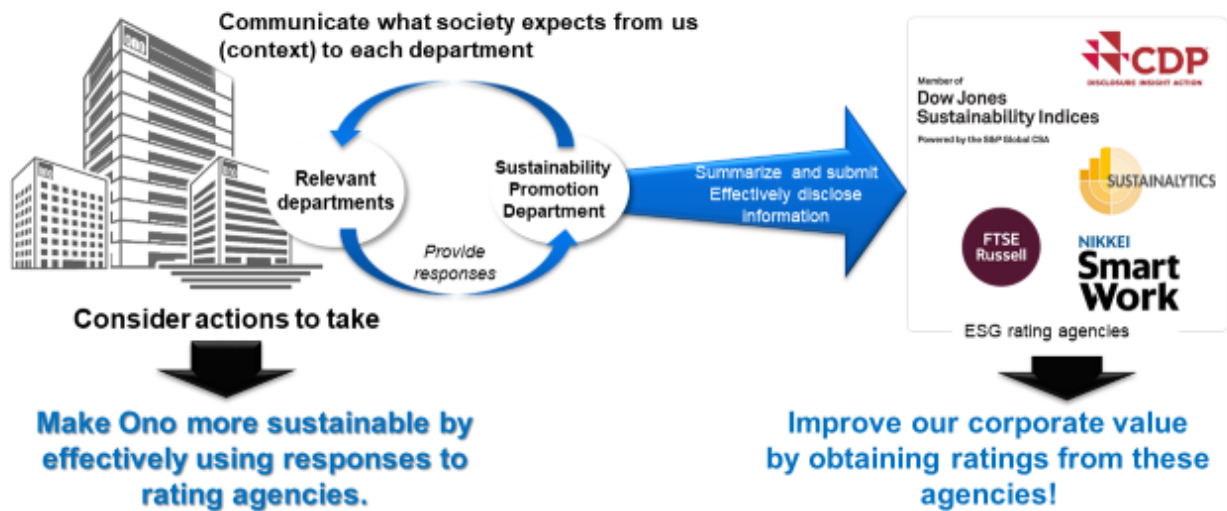 Communicate what society expects from us
(context) to each department
ono
ono
ono
Relevant
departments
Sustainability
Promotion
Department
Provide
responses
Summarize and submit
Effectively disclose
information
CDP
DISCLOSURE INSIGHT ACTION
Member of
Dow Jones
Sustainability Indices
Powered by the S&P Global CSA
SUSTAINALYTICS
FTSE
Russell
NIKKEI
Smart
Work
ESG rating agencies
Consider actions to take
Make Ono more sustainable by
effectively using responses to
rating agencies.
Improve our corporate value
by obtaining ratings from these
agencies!